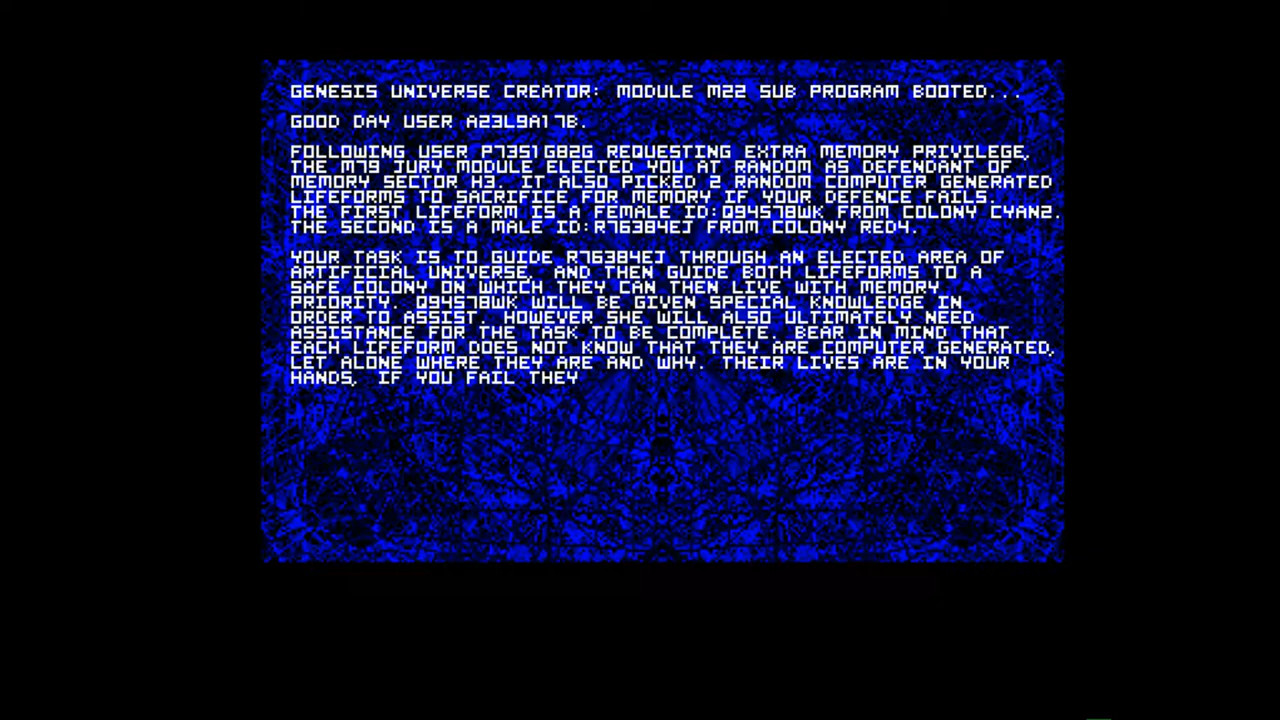 GENESIS UNIVERSE CREATOR: MODULE M22 SUB PROGRAM BOOTED...
GOOD DAY USER A23L9A17B.
FOLLOWING USER P7351G82G REQUESTING EXTRA MEMORY PRIVILEGE,
THE M79 JURY MODULE ELECTED YOU AT RANDOM AS DEFENDANT OF
MEMORY SECTOR H3. IT ALSO PICKED 2 RANDOM COMPUTER GENERATED
LIFEFORMS TO SACRIFICE FOR MEMORY IF YOUR DEFENCE FAILS.
THE FIRST LIFEFORM IS A FEMALE ID:Q94578WK FROM COLONY CYAN2.
THE SECOND IS A MALE ID:R76384EJ FROM COLONY RED4.
YOUR TASK IS TO GUIDE R76384EJ THROUGH AN ELECTED AREA OF
ARTIFICIAL UNIVERSE, AND THEN GUIDE BOTH LIFEFORMS TO A
SAFE COLONY ON WHICH THEY CAN THEN LIVE WITH MEMORY
PRIORITY. Q94578WK WILL BE GIVEN SPECIAL KNOWLEDGE IN
ORDER TO ASSIST. HOWEVER SHE WILL ALSO ULTIMATELY NEED
ASSISTANCE FOR THE TASK TO BE COMPLETE. BEAR IN MIND THAT
EACH LIFEFORM DOES NOT KNOW THAT THEY ARE COMPUTER GENERATED,
LET ALONE WHERE THEY ARE AND WHY. THEIR LIVES ARE IN YOUR
HANDS, IF YOU FAIL THEY